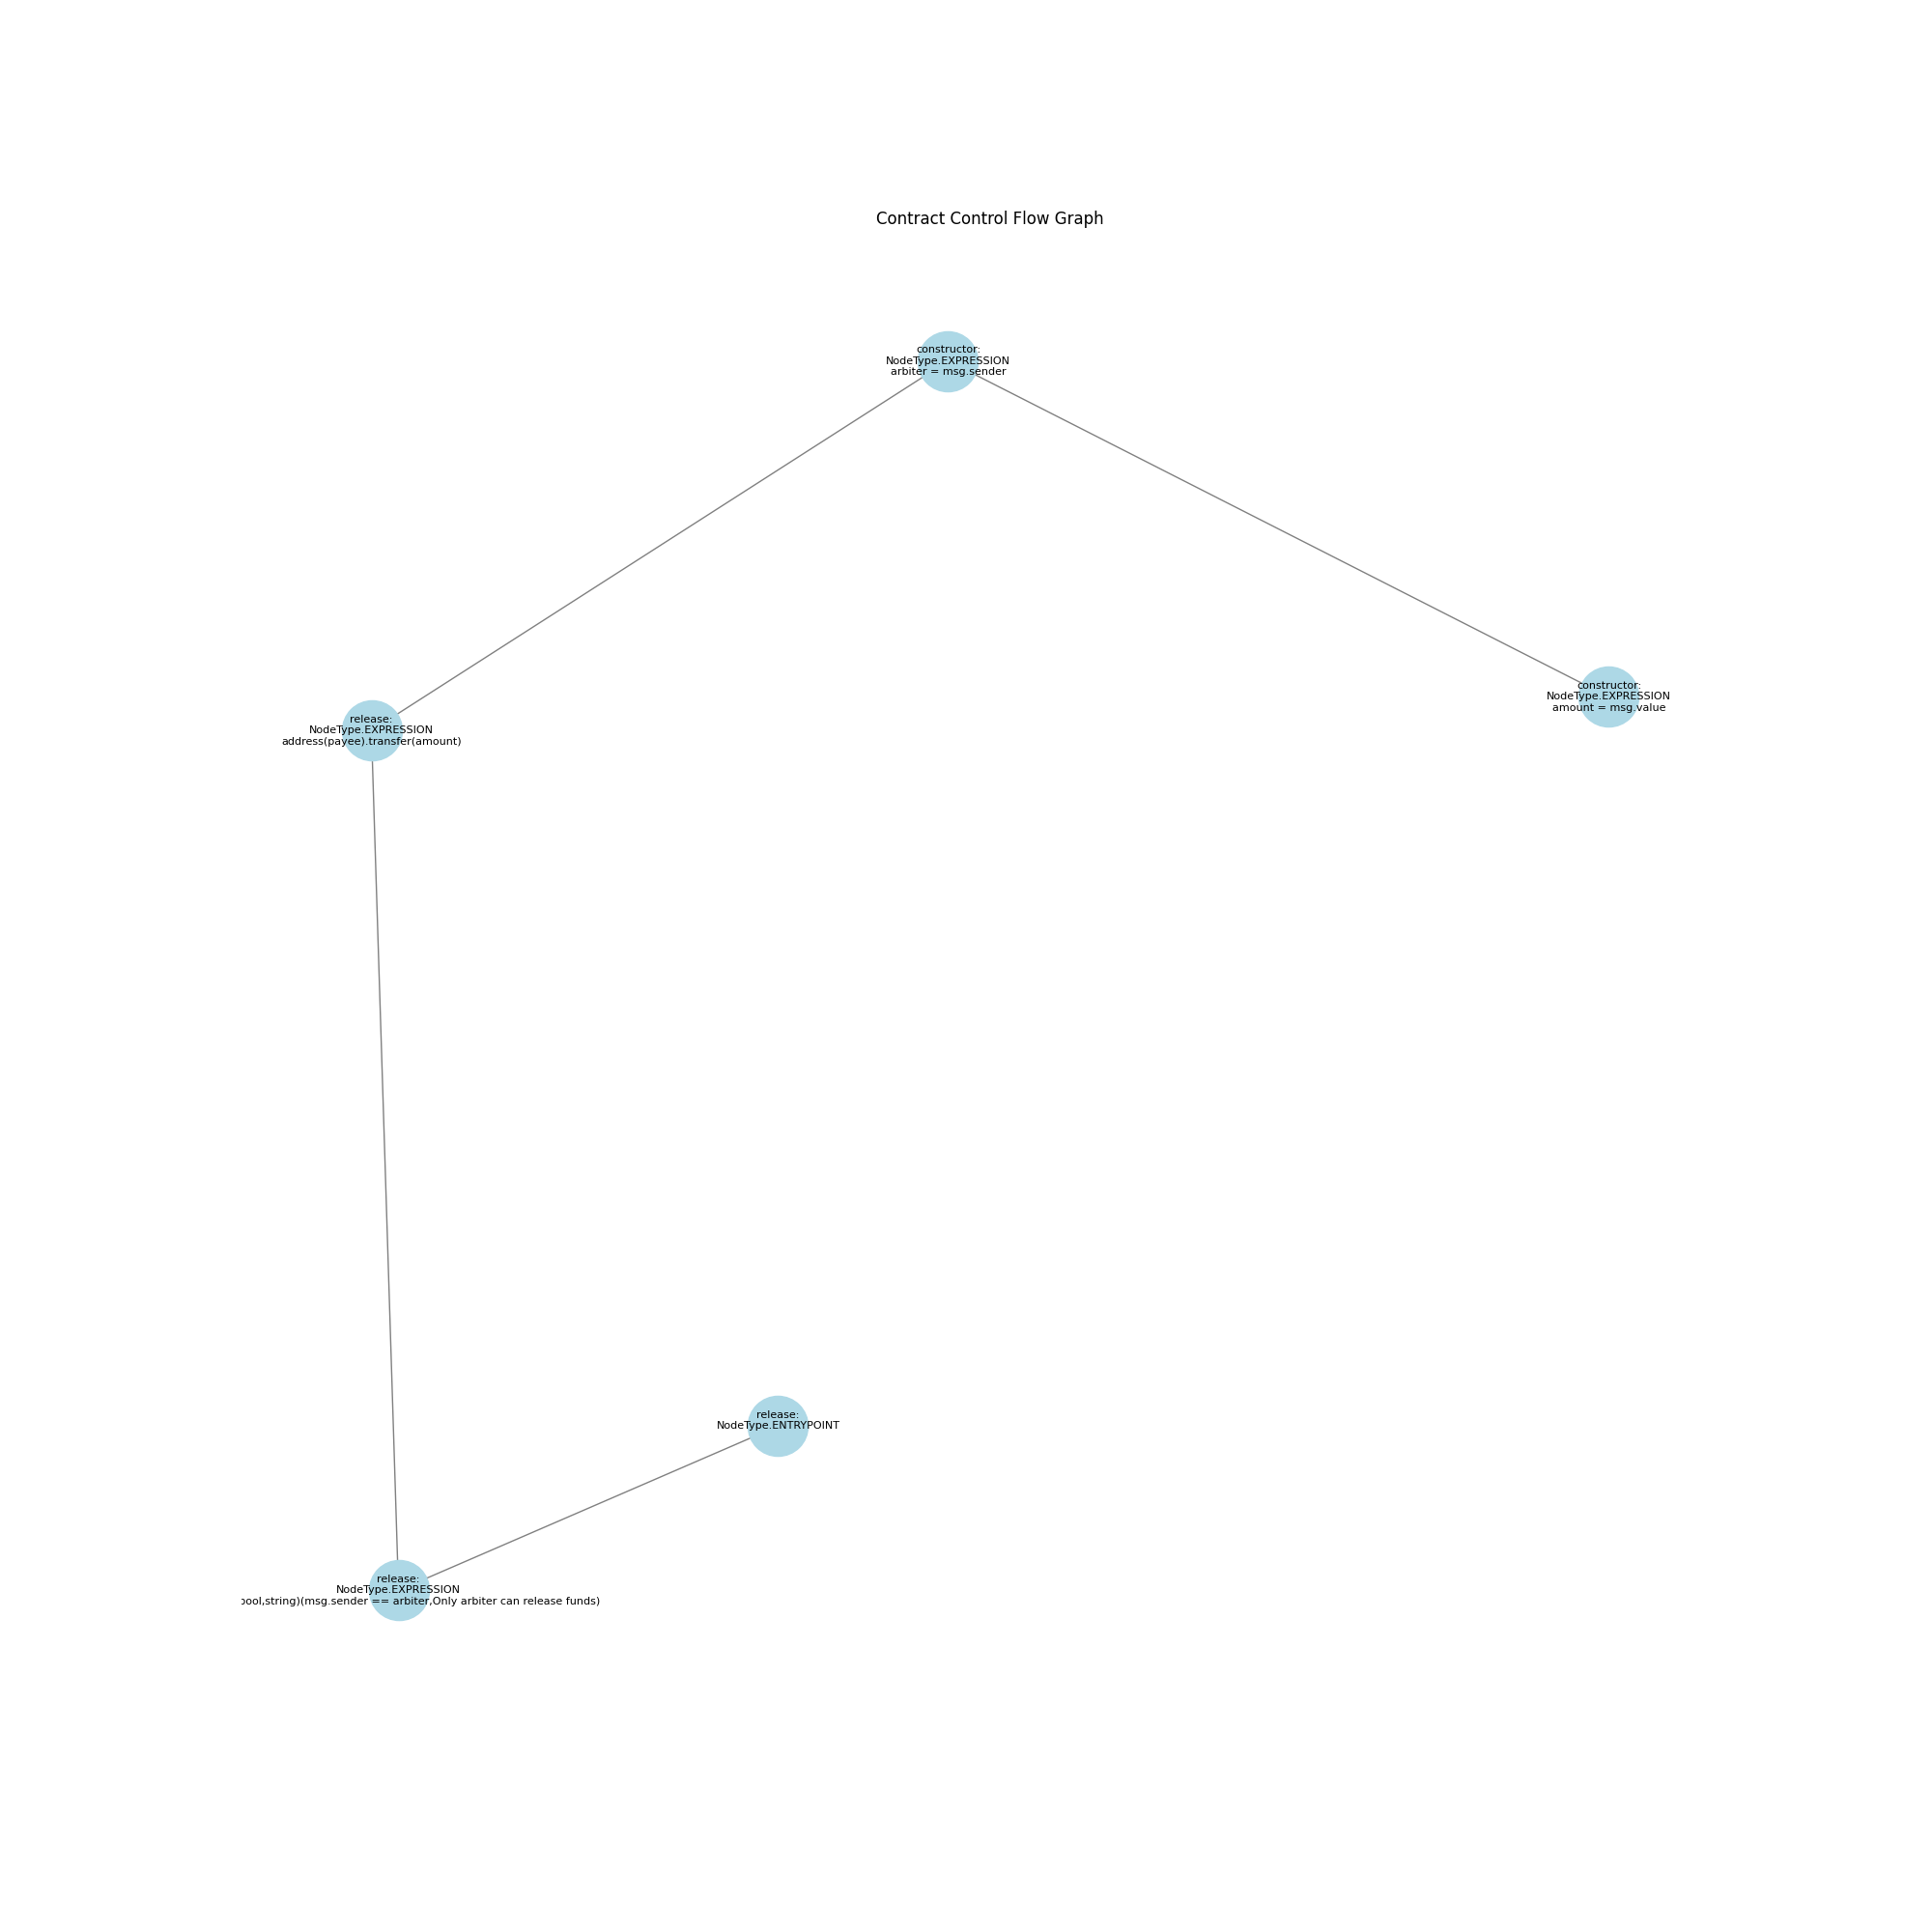 Contract Control Flow Graph
constructor:
NodeType.EXPRESSION
arbiter = msg.sender
constructor:
NodeType.EXPRESSION
amount = msg.value
release:
NodeType.EXPRESSION
address(payee).transfer(amount)
release:
NodeType.ENTRYPOINT
release:
NodeType.EXPRESSION
bool,string)(msg.sender == arbiter,Only arbiter can release funds)